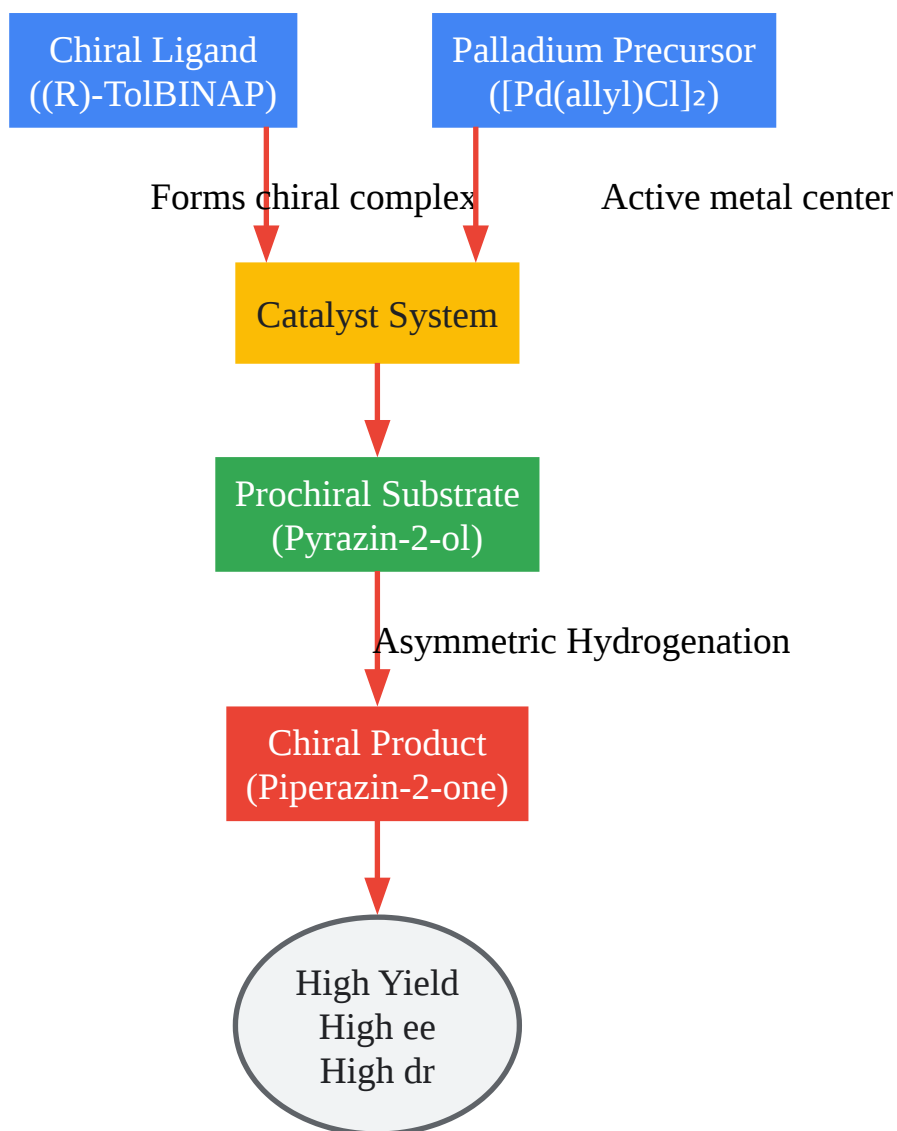 Chiral Ligand
((R)-TolBINAP)
Palladium Precursor
([Pd(allyl)Cl]₂)
Forms chiral complex
Active metal center
Catalyst System
Prochiral Substrate
(Pyrazin-2-ol)
Asymmetric Hydrogenation
Chiral Product
(Piperazin-2-one)
High Yield
High ee
High dr